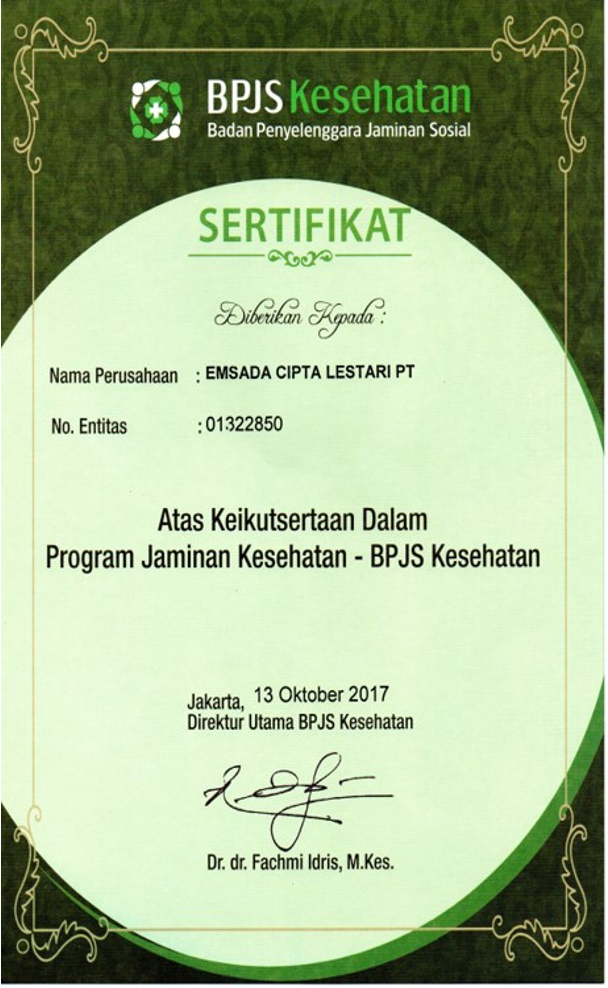 BPJS Kesehatan
Badan Penyelenggara Jaminan Sosial
SERTIFIKAT
Diberikan Kepada :
Nama Perusahaan : EMSADA CIPTA LESTARI PT
No. Entitas : 01322850
Atas Keikutsertaan Dalam
Program Jaminan Kesehatan - BPJS Kesehatan
Jakarta, 13 Oktober 2017
Direktur Utama BPJS Kesehatan
Dr. dr. Fachmi Idris, M.Kes.